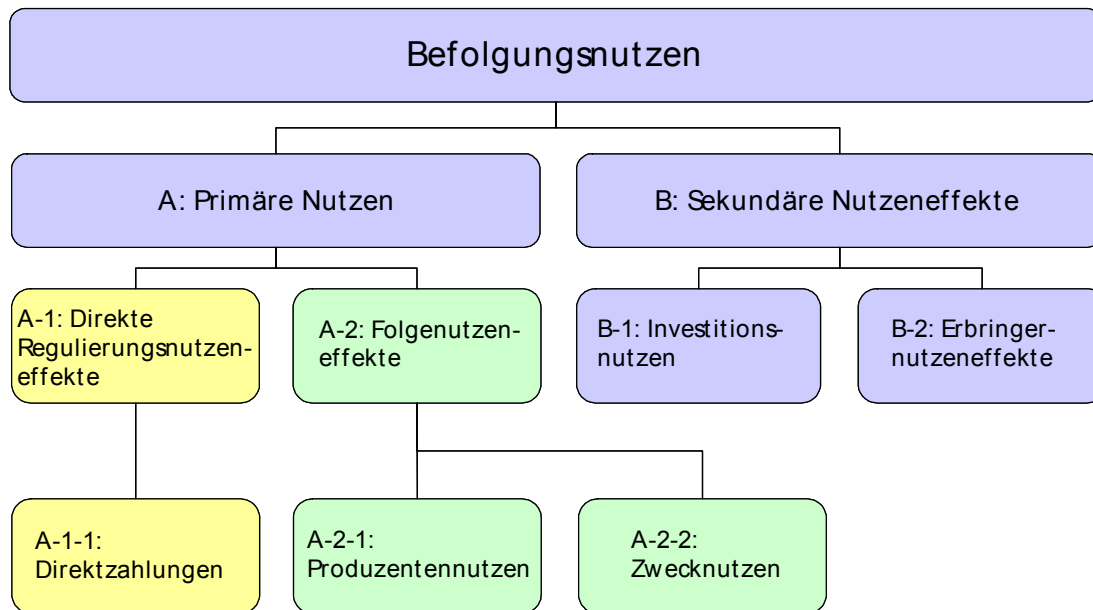 Befolgungsnutzen
A: Primäre Nutzen
B: Sekundäre Nutzeneffekte
A-1: Direkte
Regulierungsnutzen-
effekte
A-2: Folgenutzen-
effekte
B-1: Investitions-
nutzen
B-2: Erbringer-
nutzeneffekte
A-1-1:
Direktzahlungen
A-2-1:
Produzentennutzen
A-2-2:
Zwecknutzen